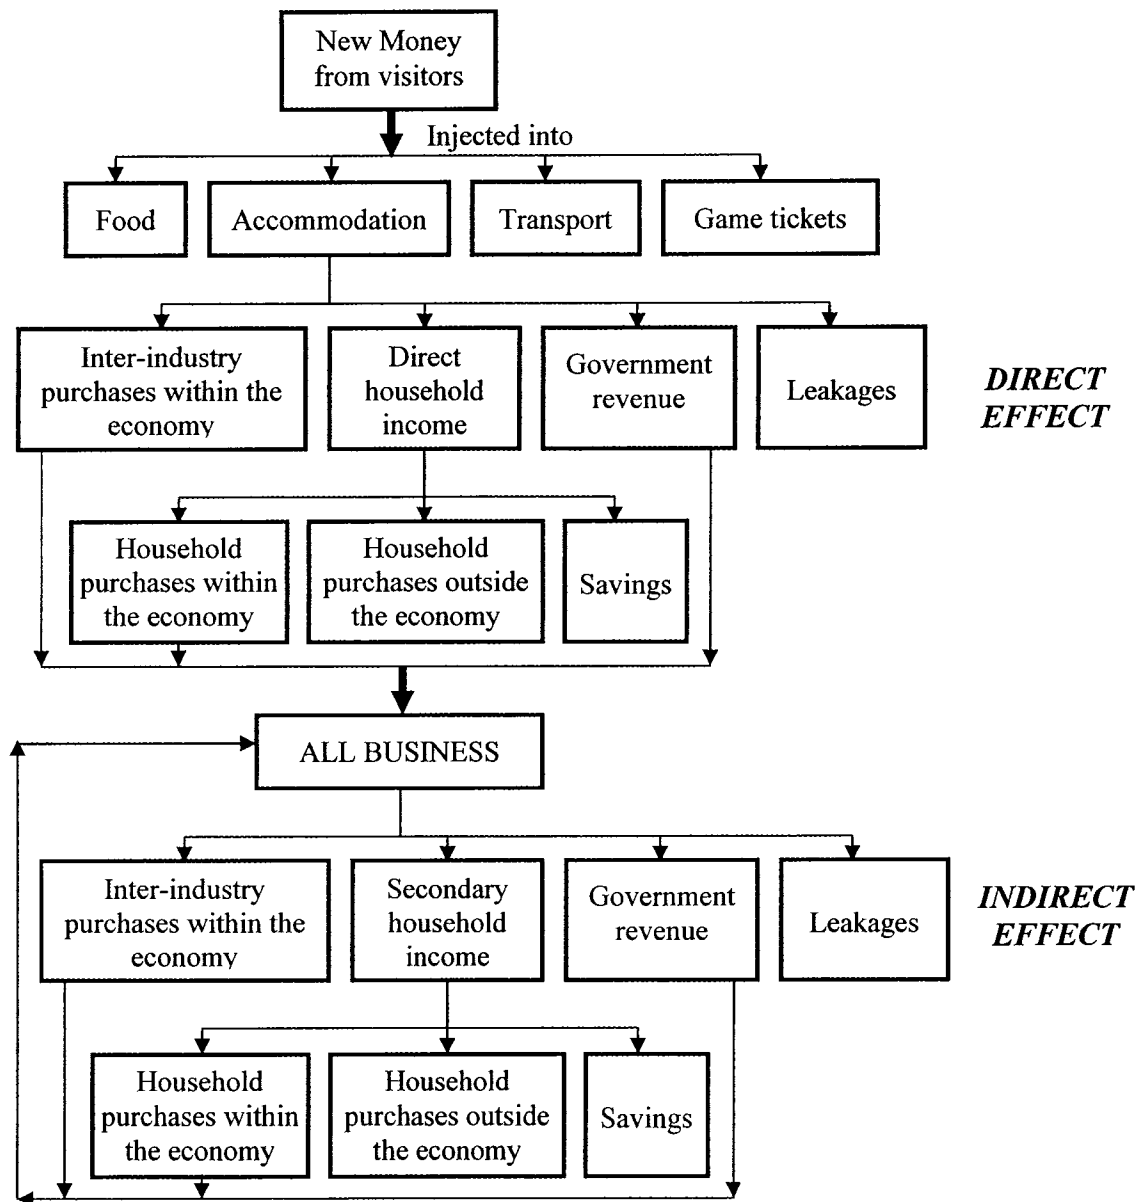 New Money
from visitors
Injected into
Food
Accommodation
Transport
Game tickets
Inter-industry
purchases within the
economy
Direct
household
income
Government
revenue
Leakages
DIRECT
EFFECT
Household
purchases within
the economy
Household
purchases outside
the economy
Savings
ALL BUSINESS
Inter-industry
purchases within the
economy
Secondary
household
income
Government
revenue
Leakages
INDIRECT
EFFECT
Household
purchases within
the economy
Household
purchases outside
the economy
Savings